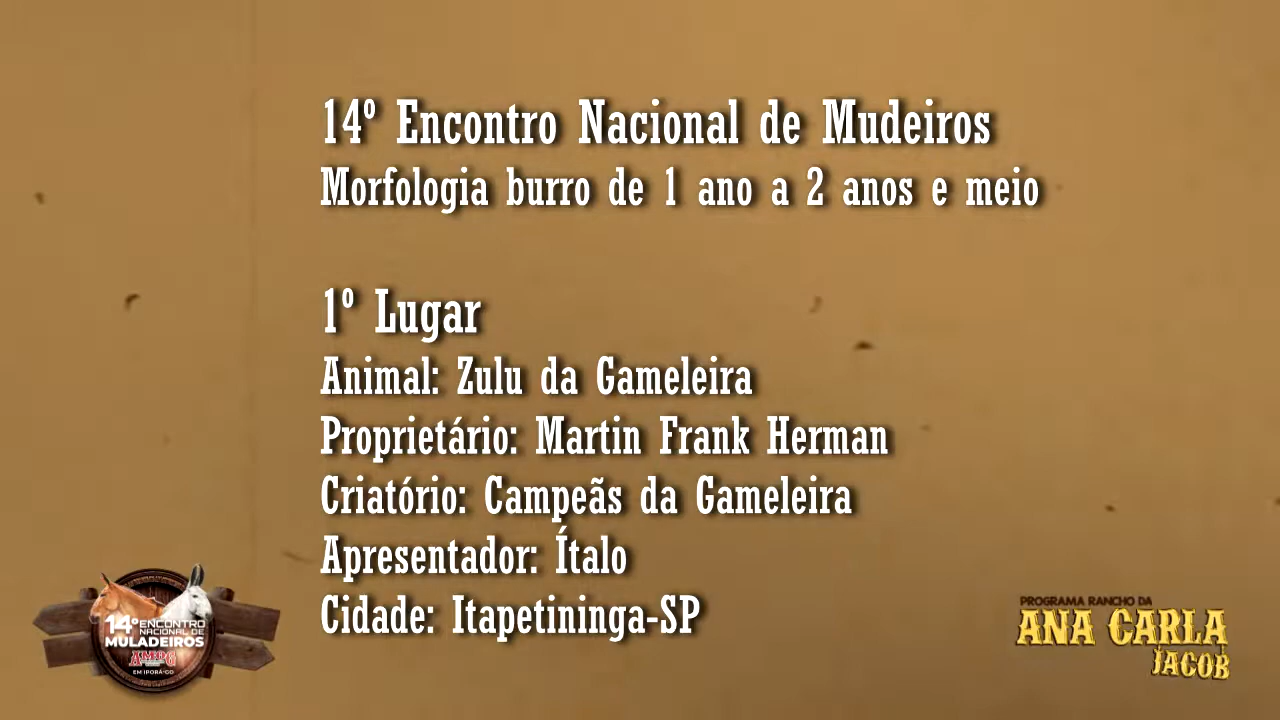 14º Encontro Nacional de Mudeiros
Morfologia burro de 1 ano a 2 anos e meio
1º Lugar
Animal: Zulu da Gameleira
Proprietário: Martin Frank Herman
Criatório: Campeãs da Gameleira
Apresentador: Ítalo
Cidade: Itapetininga-SP
14º ENCONTRO
NACIONAL DE
MULADEIROS
EM IPORÁ-GO
PROGRAMA RANCHO DA
ANA CARLA
JACOB